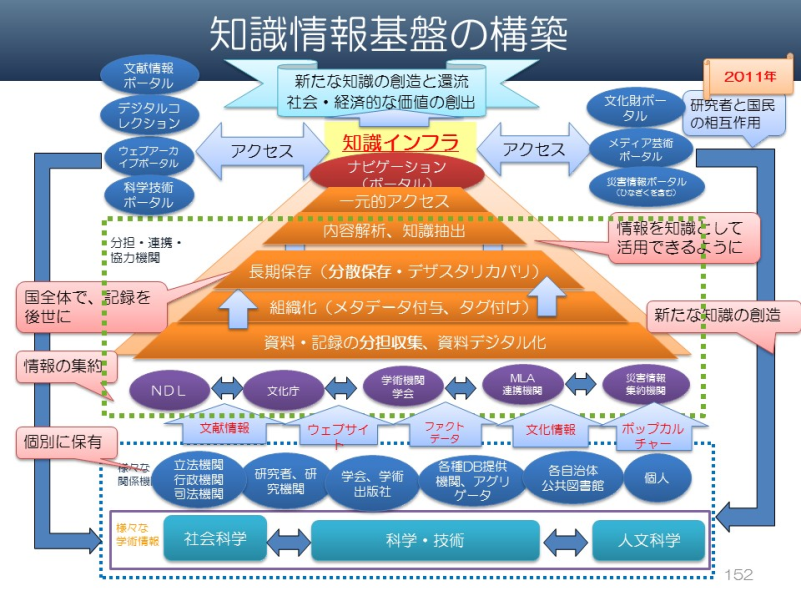 知識情報基盤の構築
文献情報
ポータル
新たな知識の創造と還流
社会・経済的な価値の創出
2011年
デジタルコ
レクション
文化財ポー
タル
研究者と国民
の相互作用
知識インフラ
ウェブアーカ
イブポータル
アクセス
アクセス
メディア芸術
ポータル
ナビゲーション
（ポータル）
科学技術
ポータル
災害情報ポータル
（ひなぎくを含む）
一元的アクセス
内容解析、知識抽出
情報を知識として
活用できるように
分担・連携・
協力機関
長期保存（分散保存・デザスタリカバリ）
国全体で、記録を
後世に
組織化（メタデータ付与、タグ付け）
新たな知識の創造
資料・記録の分担収集、資料デジタル化
情報の集約
NDL
文化庁
学術機関
学会
MLA
連携機関
災害情報
集約機関
文献情報
ウェブサイ
ト
ファクト
データ
文化情報
ポップカル
チャー
個別に保有
様々な
関係機
立法機関
行政機関
司法機関
研究者、研
究機関
学会、学術
出版社
各種DB提供
機関、アグリ
ゲータ
各自治体
公共図書館
個人
様々な
学術情報
社会科学
科学・技術
人文科学
152